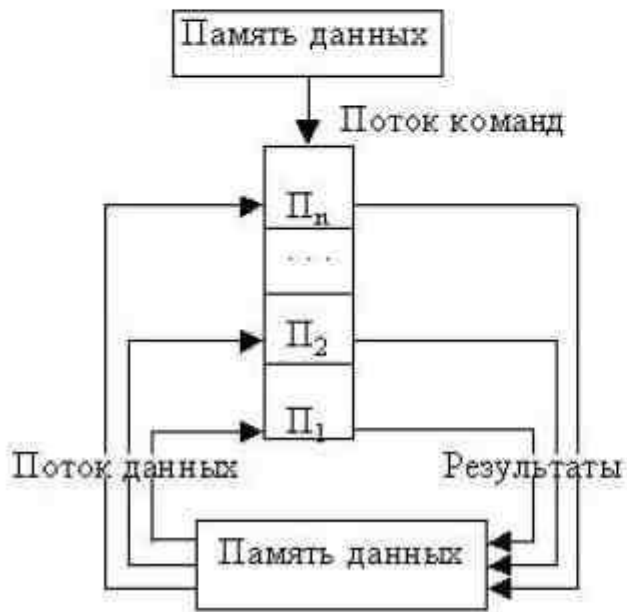 Память данных
Поток команд
Пn
. . .
П2
П1
Поток данных
Результаты
Память данных